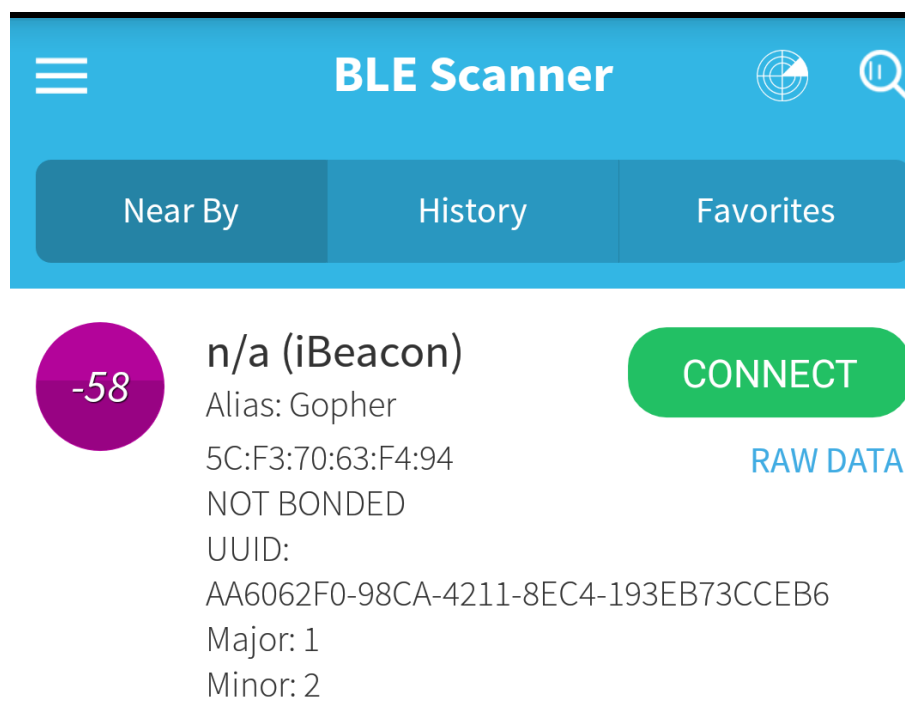 BLE Scanner
Near By
History
Favorites
-58
n/a (iBeacon)
CONNECT
Alias: Gopher
5C:F3:70:63:F4:94
RAW DATA
NOT BONDED
UUID:
AA6062F0-98CA-4211-8EC4-193EB73CCEB6
Major: 1
Minor: 2